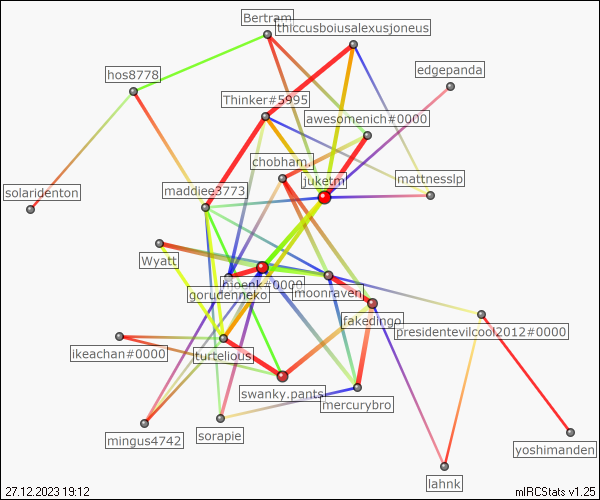 Bertram
thiccusboiusalexusjoneus
edgepanda
hos8778
Thinker#5995
awesomenich#0000
chobham.
juketm
mattnesslp
maddiee3773
solaridenton
Wyatt
bjoenk#0000
gorudenneko
moonraven
fakedingo
presidentevilcool2012#0000
ikeachan#0000
turtelious
swanky.pants
mercurybro
mingus4742
sorapie
yoshimanden
lahnk
27.12.2023 19:12
mIRCStats v1.25